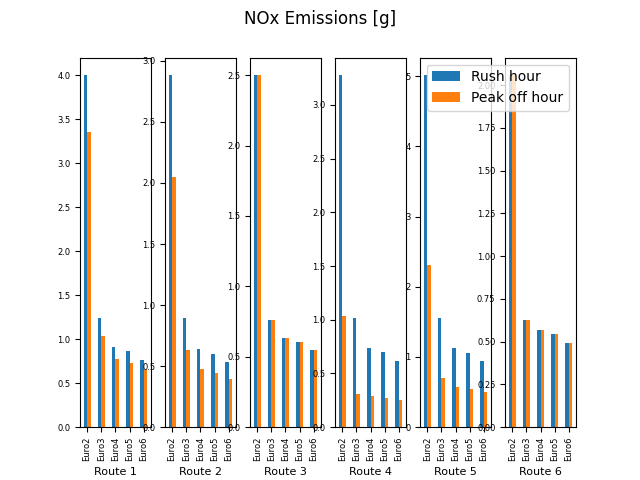 NOx Emissions [g]
Rush hour
Peak off hour
4.0
3.5
3.0
2.5
2.0
1.5
1.0
0.5
0.0
Euro2 Euro3 Euro4 Euro5 Euro6
Route 1
3.0
2.5
2.0
1.5
1.0
0.5
0.0
Euro2 Euro3 Euro4 Euro5 Euro6
Route 2
2.5
2.0
1.5
1.0
0.5
0.0
Euro2 Euro3 Euro4 Euro5 Euro6
Route 3
3.0
2.5
2.0
1.5
1.0
0.5
0.0
Euro2 Euro3 Euro4 Euro5 Euro6
Route 4
5
4
3
2
1
0
Euro2 Euro3 Euro4 Euro5 Euro6
Route 5
2.00
1.75
1.50
1.25
1.00
0.75
0.50
0.25
0.00
Euro2 Euro3 Euro4 Euro5 Euro6
Route 6